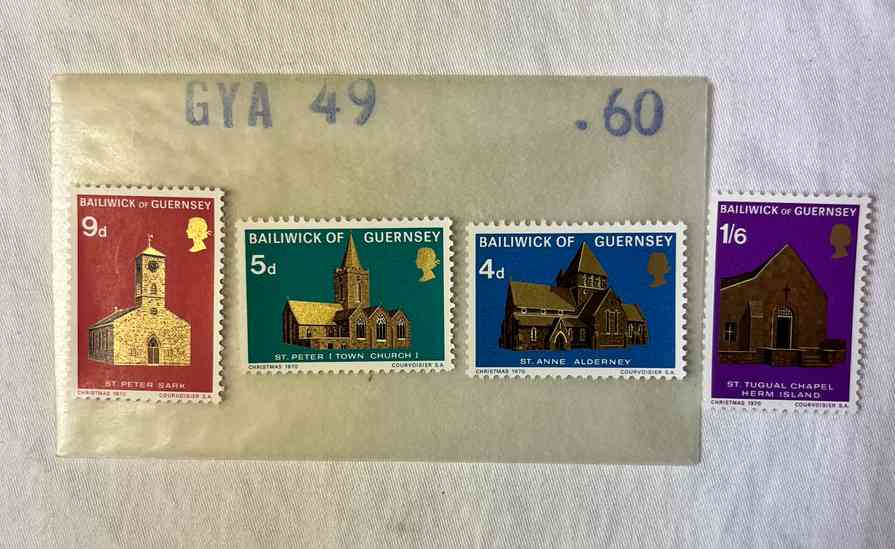 GYA 49 .60
BAILIWICK OF GUERNSEY
9d
ST. PETER SARK
CHRISTMAS 1970 COURVOISIER S.A.
BAILIWICK OF GUERNSEY
5d
ST. PETER [ TOWN CHURCH ]
CHRISTMAS 1970 COURVOISIER S.A.
BAILIWICK OF GUERNSEY
4d
ST. ANNE ALDERNEY
CHRISTMAS 1970 COURVOISIER S.A.
BAILIWICK OF GUERNSEY
1/6
ST. TUGUAL CHAPEL
HERM ISLAND
CHRISTMAS 1970 COURVOISIER S.A.